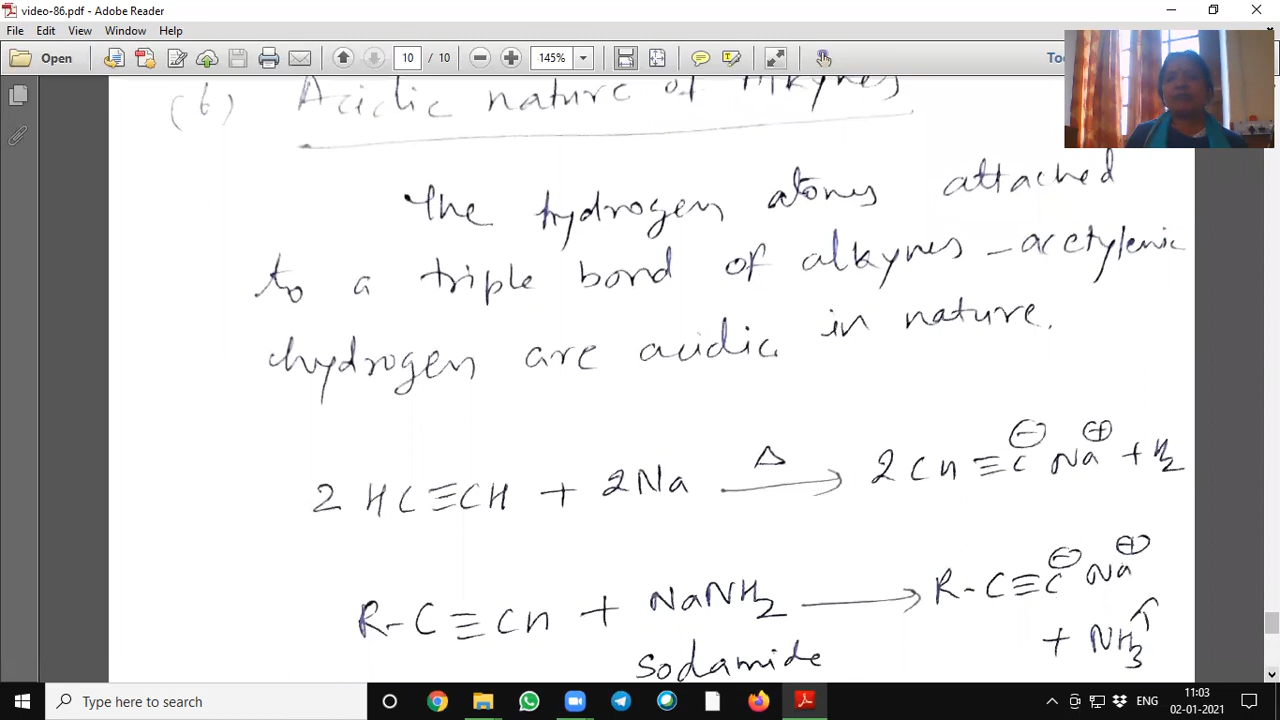 video-86.pdf - Adobe Reader
File Edit View Window Help
Open 10 / 10 145% Too
(6) Acidic nature of Alkynes
The hydrogen atoms attached
to a triple bond of alkynes - acetylenic
hydrogen are acidic in nature.
2 HC≡CH + 2Na —Δ→ 2 CH≡C⊖ Na⊕ + H₂
R-C≡CH + NaNH₂ → R-C≡C⊖ Na⊕
+ NH₃↑
sodamide
Type here to search
ENG
11:03
02-01-2021